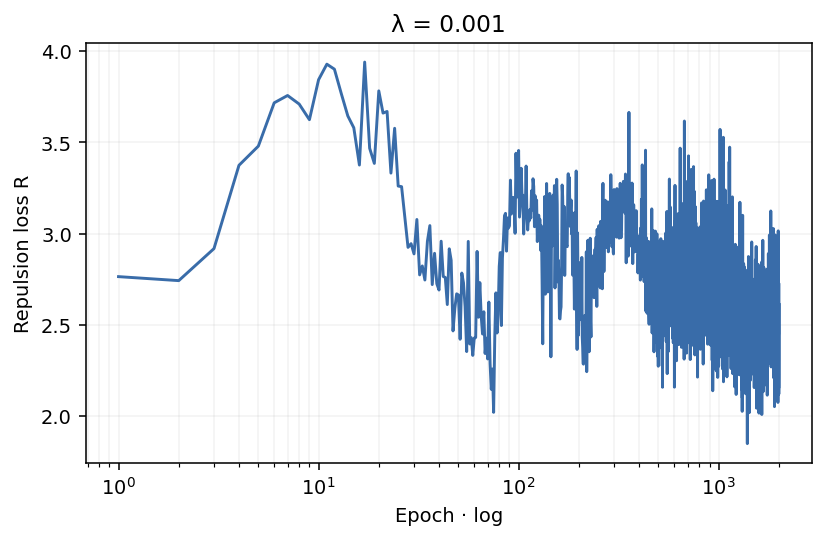 λ = 0.001
Repulsion loss R
4.0
3.5
3.0
2.5
2.0
10⁰ 10¹ 10² 10³
Epoch · log